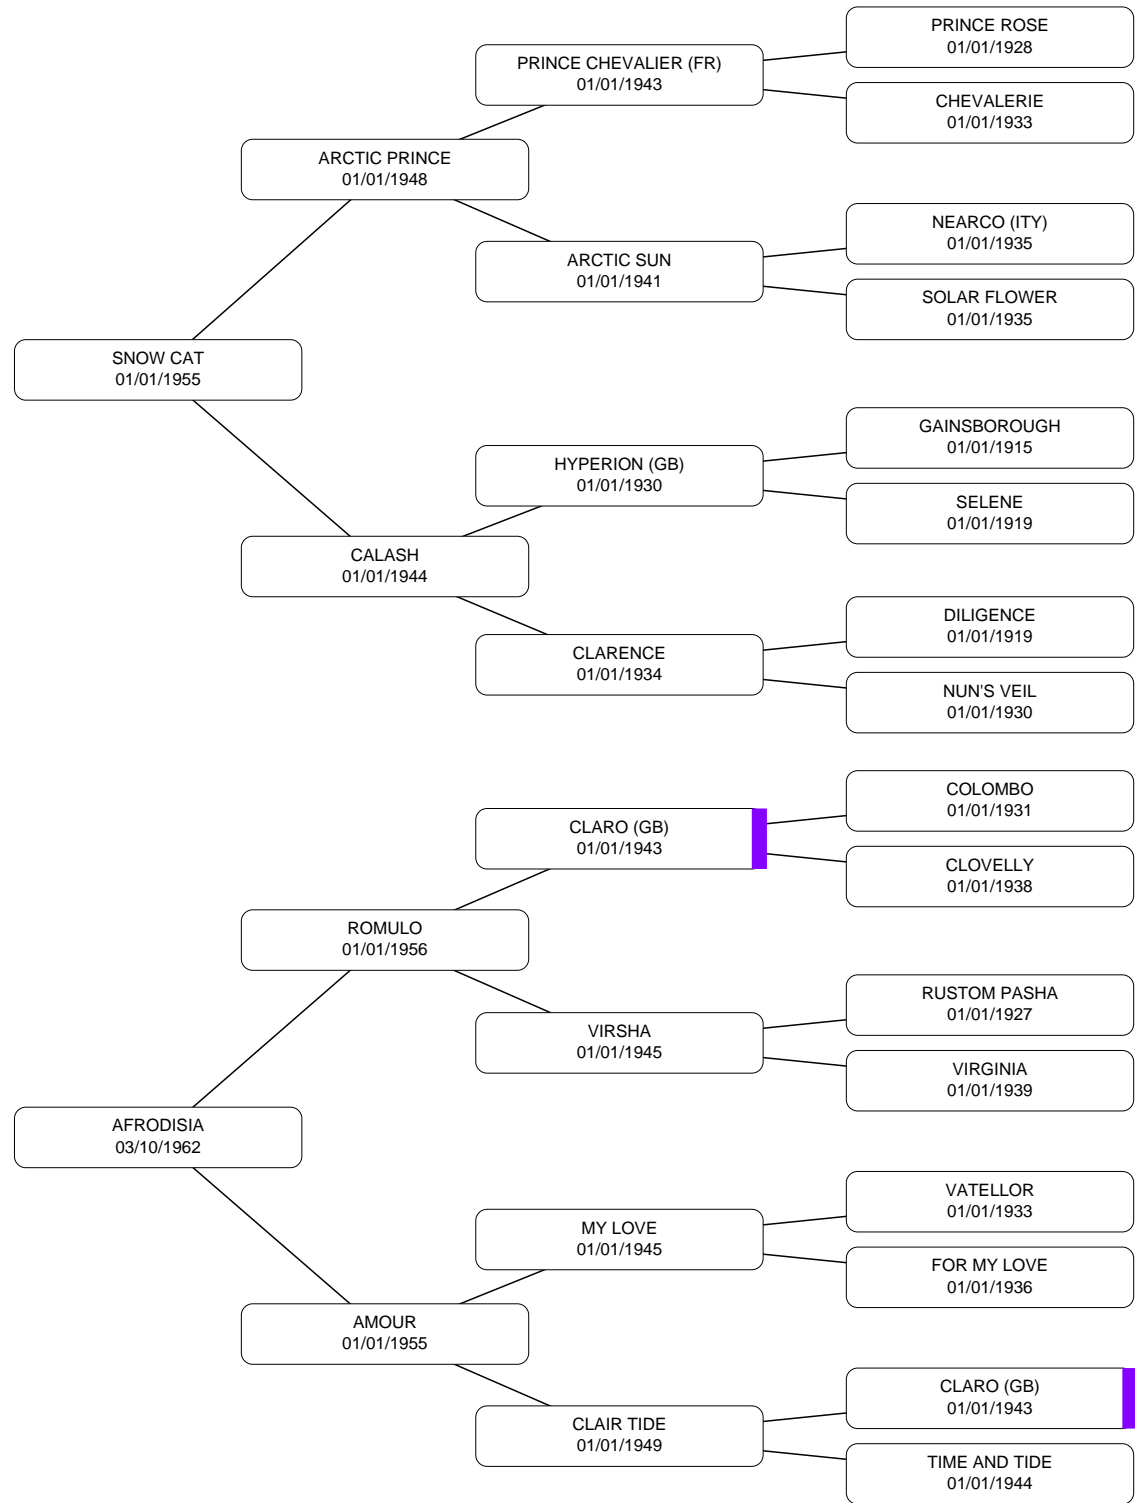 PRINCE ROSE
01/01/1928
PRINCE CHEVALIER (FR)
01/01/1943
CHEVALERIE
01/01/1933
ARCTIC PRINCE
01/01/1948
NEARCO (ITY)
01/01/1935
ARCTIC SUN
01/01/1941
SOLAR FLOWER
01/01/1935
SNOW CAT
01/01/1955
GAINSBOROUGH
01/01/1915
HYPERION (GB)
01/01/1930
SELENE
01/01/1919
CALASH
01/01/1944
DILIGENCE
01/01/1919
CLARENCE
01/01/1934
NUN'S VEIL
01/01/1930
COLOMBO
01/01/1931
CLARO (GB)
01/01/1943
CLOVELLY
01/01/1938
ROMULO
01/01/1956
RUSTOM PASHA
01/01/1927
VIRSHA
01/01/1945
VIRGINIA
01/01/1939
AFRODISIA
03/10/1962
VATELLOR
01/01/1933
MY LOVE
01/01/1945
FOR MY LOVE
01/01/1936
AMOUR
01/01/1955
CLARO (GB)
01/01/1943
CLAIR TIDE
01/01/1949
TIME AND TIDE
01/01/1944